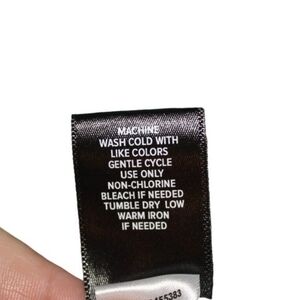 MACHINE
WASH COLD WITH
LIKE COLORS
GENTLE CYCLE
USE ONLY
NON-CHLORINE
BLEACH IF NEEDED
TUMBLE DRY LOW
WARM IRON
IF NEEDED